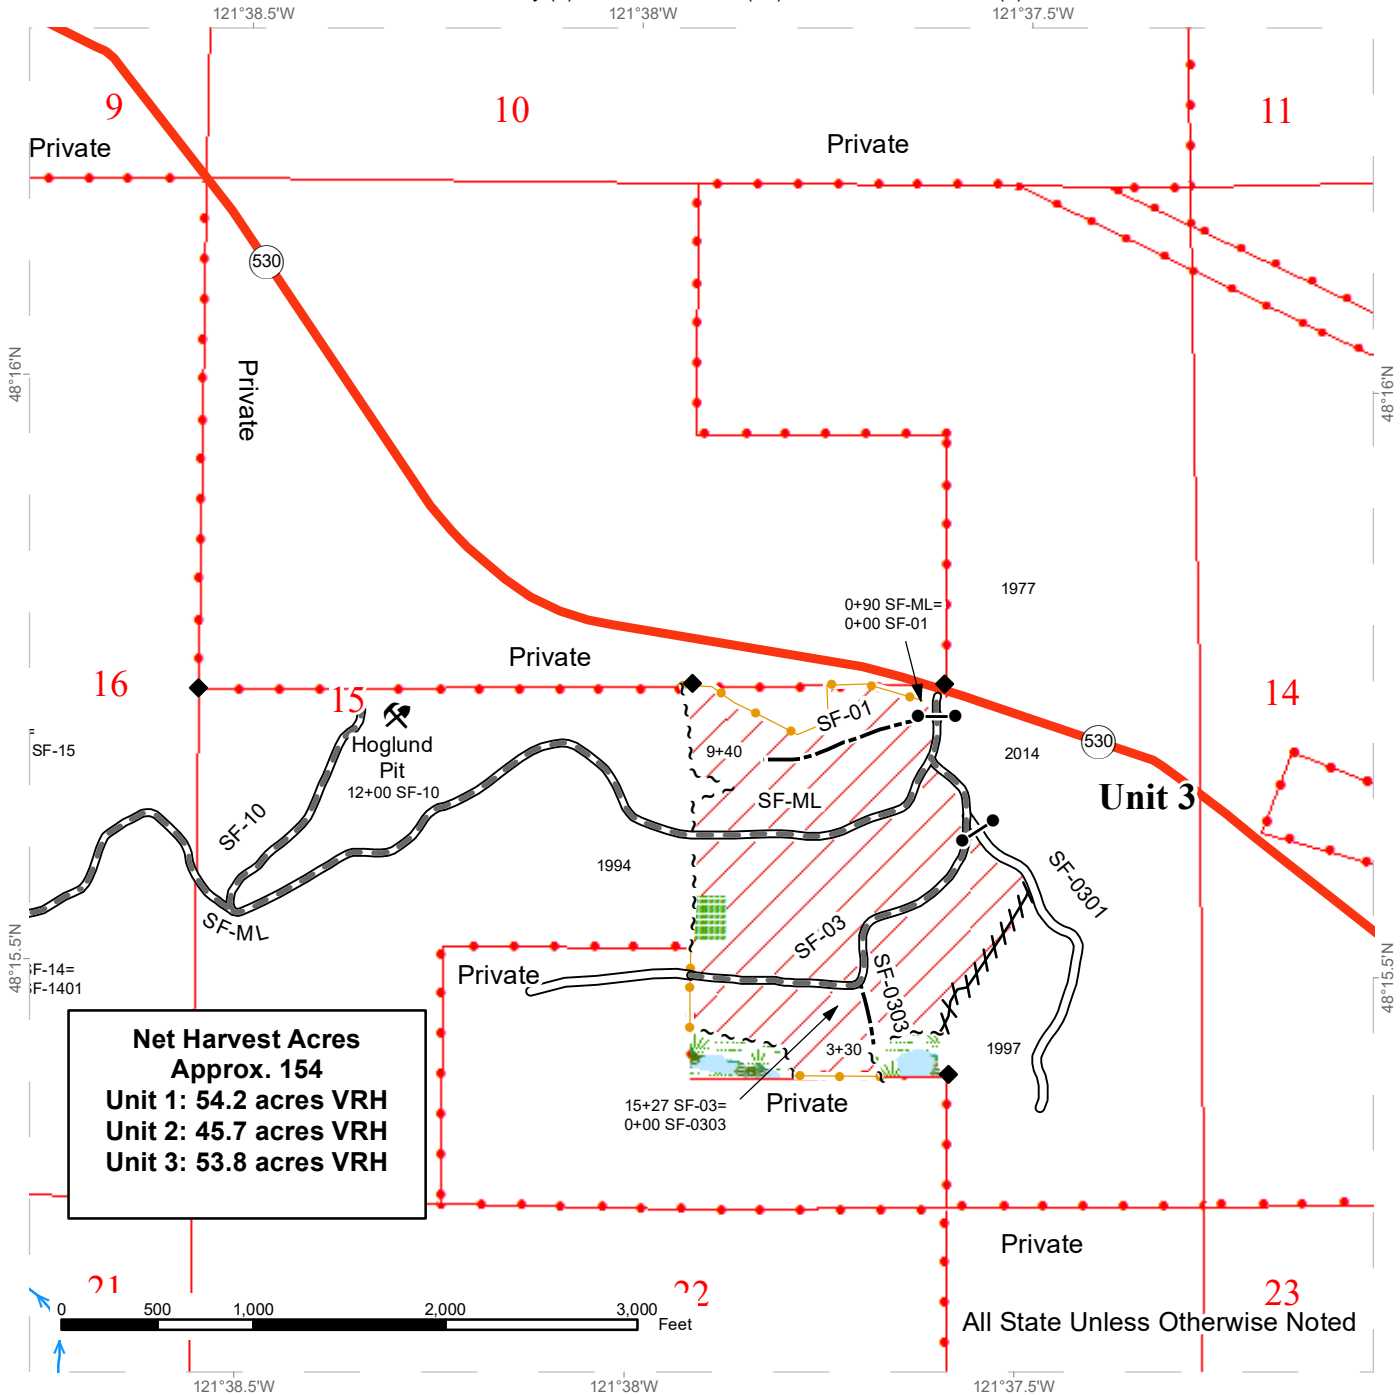 121°38.5'W
121°38'W
121°37.5'W
9
10
11
Private
Private
530
48°16'N
Private
48°16'N
1977
0+90 SF-ML=
0+00 SF-01
Private
16
15
14
SF-01
SF-15
Hoglund
Pit
12+00 SF-10
9+40
2014
530
Unit 3
SF-ML
SF-10
1994
SF-0301
SF-ML
SF-03
48°15.5'N
Private
SF-0303
48°15.5'N
SF-14=
SF-1401
3+30
1997
Net Harvest Acres
Approx. 154
Unit 1: 54.2 acres VRH
Unit 2: 45.7 acres VRH
Unit 3: 53.8 acres VRH
15+27 SF-03=
0+00 SF-0303
Private
Private
21
22
23
0 500 1,000 2,000 3,000
Feet
All State Unless Otherwise Noted
121°38.5'W
121°38'W
121°37.5'W